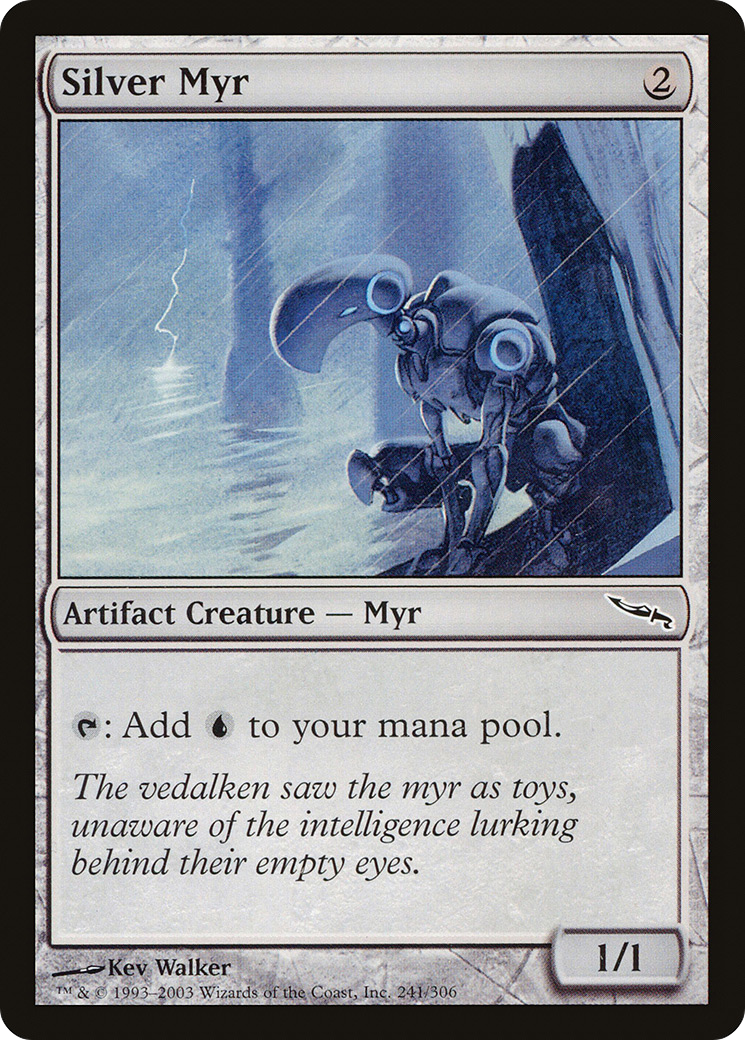 Silver Myr 2
Artifact Creature — Myr
: Add to your mana pool.
The vedalken saw the myr as toys,
unaware of the intelligence lurking
behind their empty eyes.
1/1
Kev Walker
™ & © 1993–2003 Wizards of the Coast, Inc. 241/306